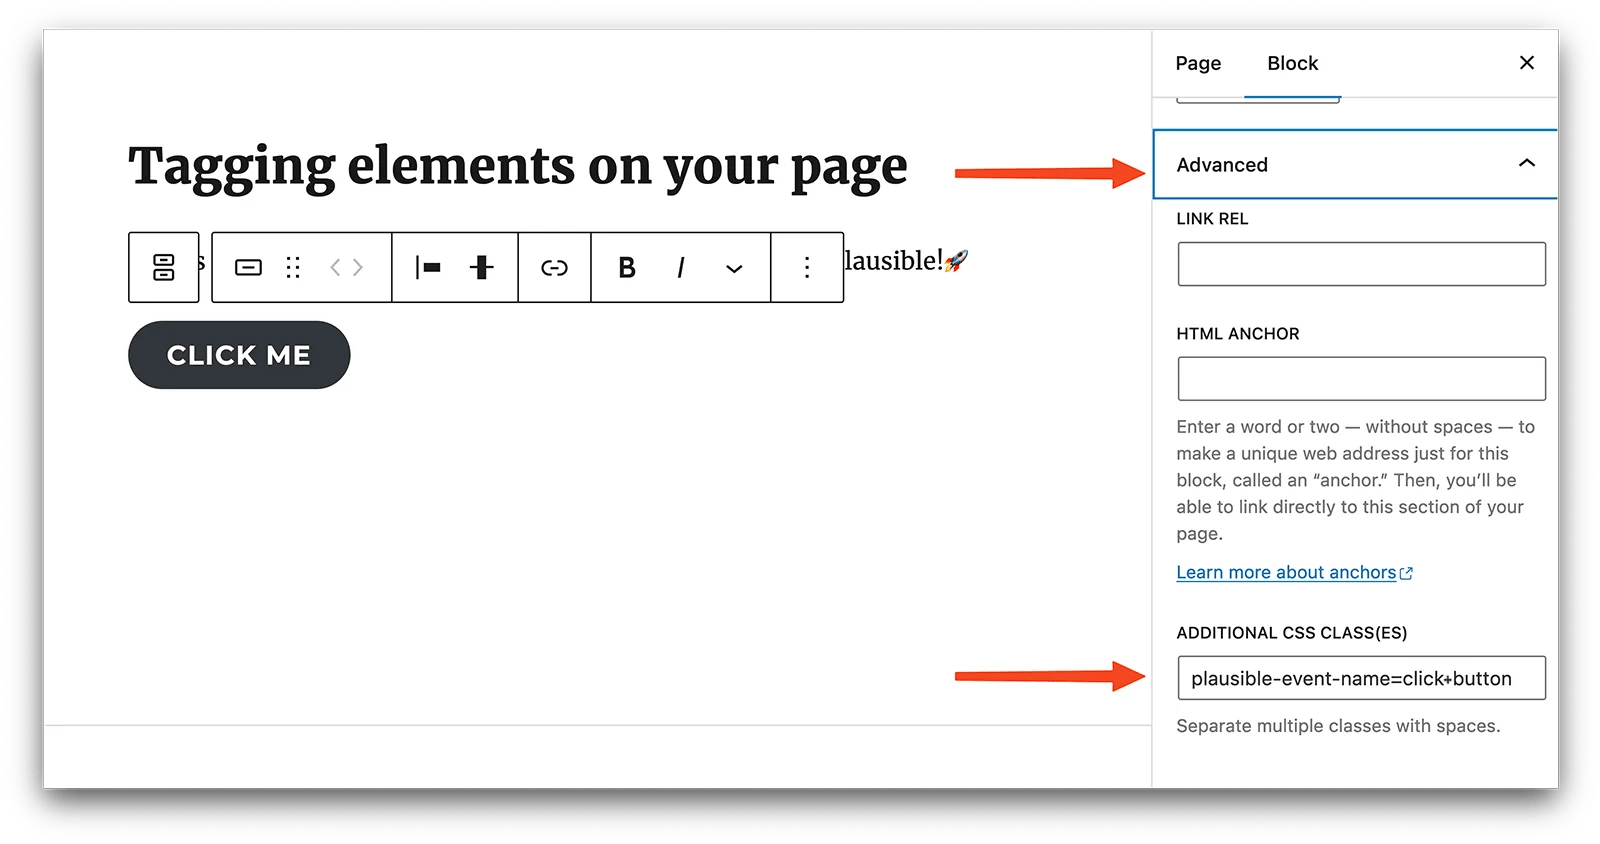 Page Block
Tagging elements on your page
Advanced
LINK REL
s lausible!🚀
B I
CLICK ME
HTML ANCHOR
Enter a word or two — without spaces — to
make a unique web address just for this
block, called an “anchor.” Then, you’ll be
able to link directly to this section of your
page.
Learn more about anchors
ADDITIONAL CSS CLASS(ES)
plausible-event-name=click+button
Separate multiple classes with spaces.